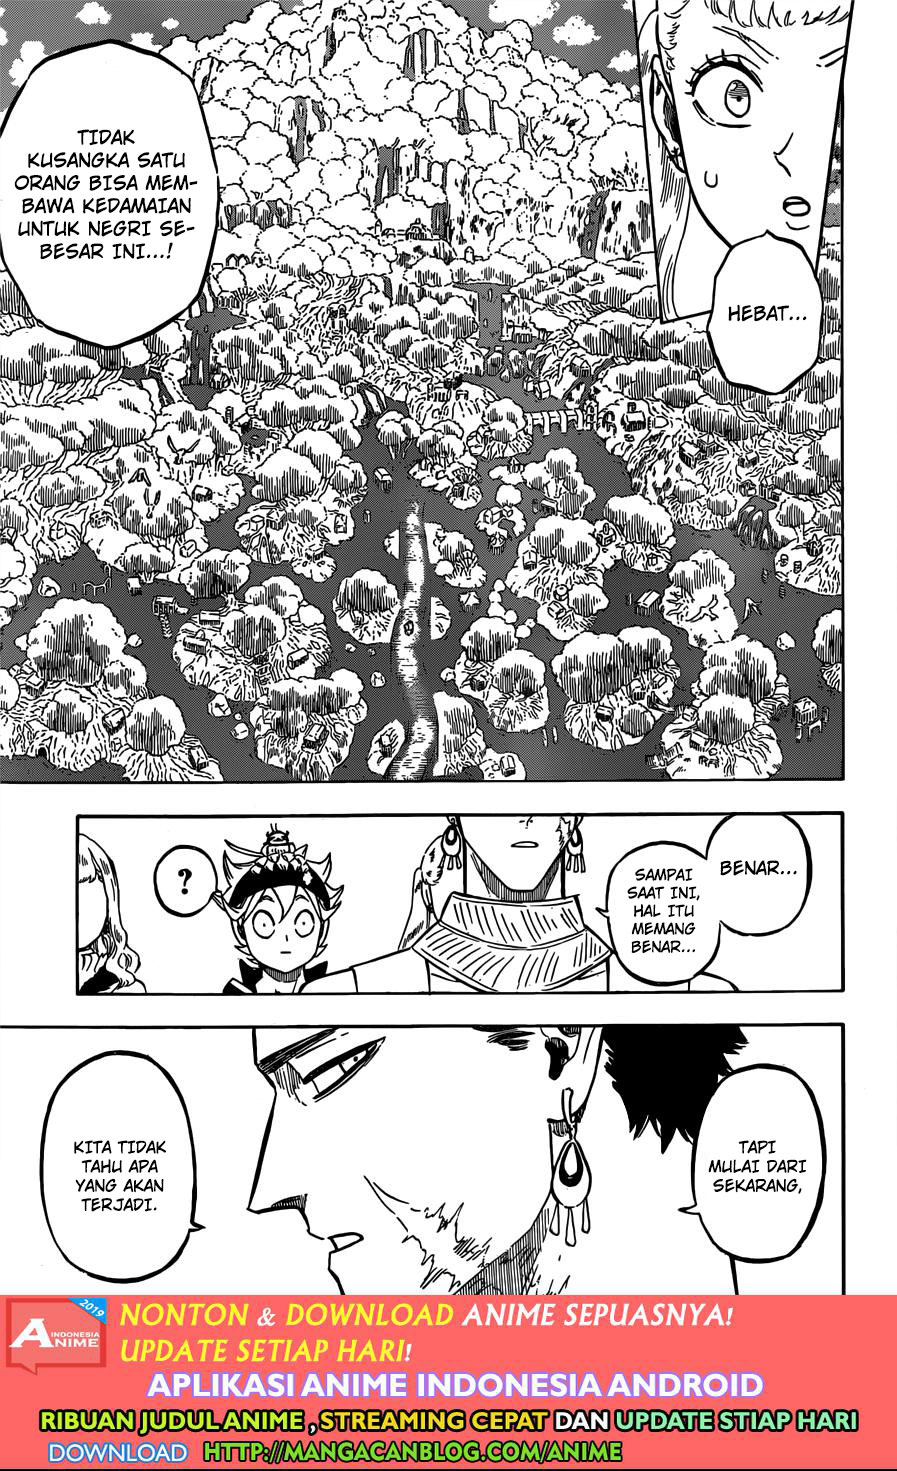 HEBAT...
TIDAK
KUSANGKA SATU
ORANG BISA MEM-
BAWA KEDAMAIAN
UNTUK NEGRI SE-
BESAR INI...!
BENAR...
SAMPAI
SAAT INI,
HAL ITU
MEMANG
BENAR...
?
TAPI
MULAI DARI
SEKARANG,
KITA TIDAK
TAHU APA
YANG AKAN
TERJADI.
2019
INDONESIA
ANIME
NONTON & DOWNLOAD ANIME SEPUASNYA!
UPDATE SETIAP HARI!
APLIKASI ANIME INDONESIA ANDROID
RIBUAN JUDUL ANIME , STREAMING CEPAT DAN UPDATE STIAP HARI
DOWNLOAD HTTP://MANGACANBLOG.COM/ANIME